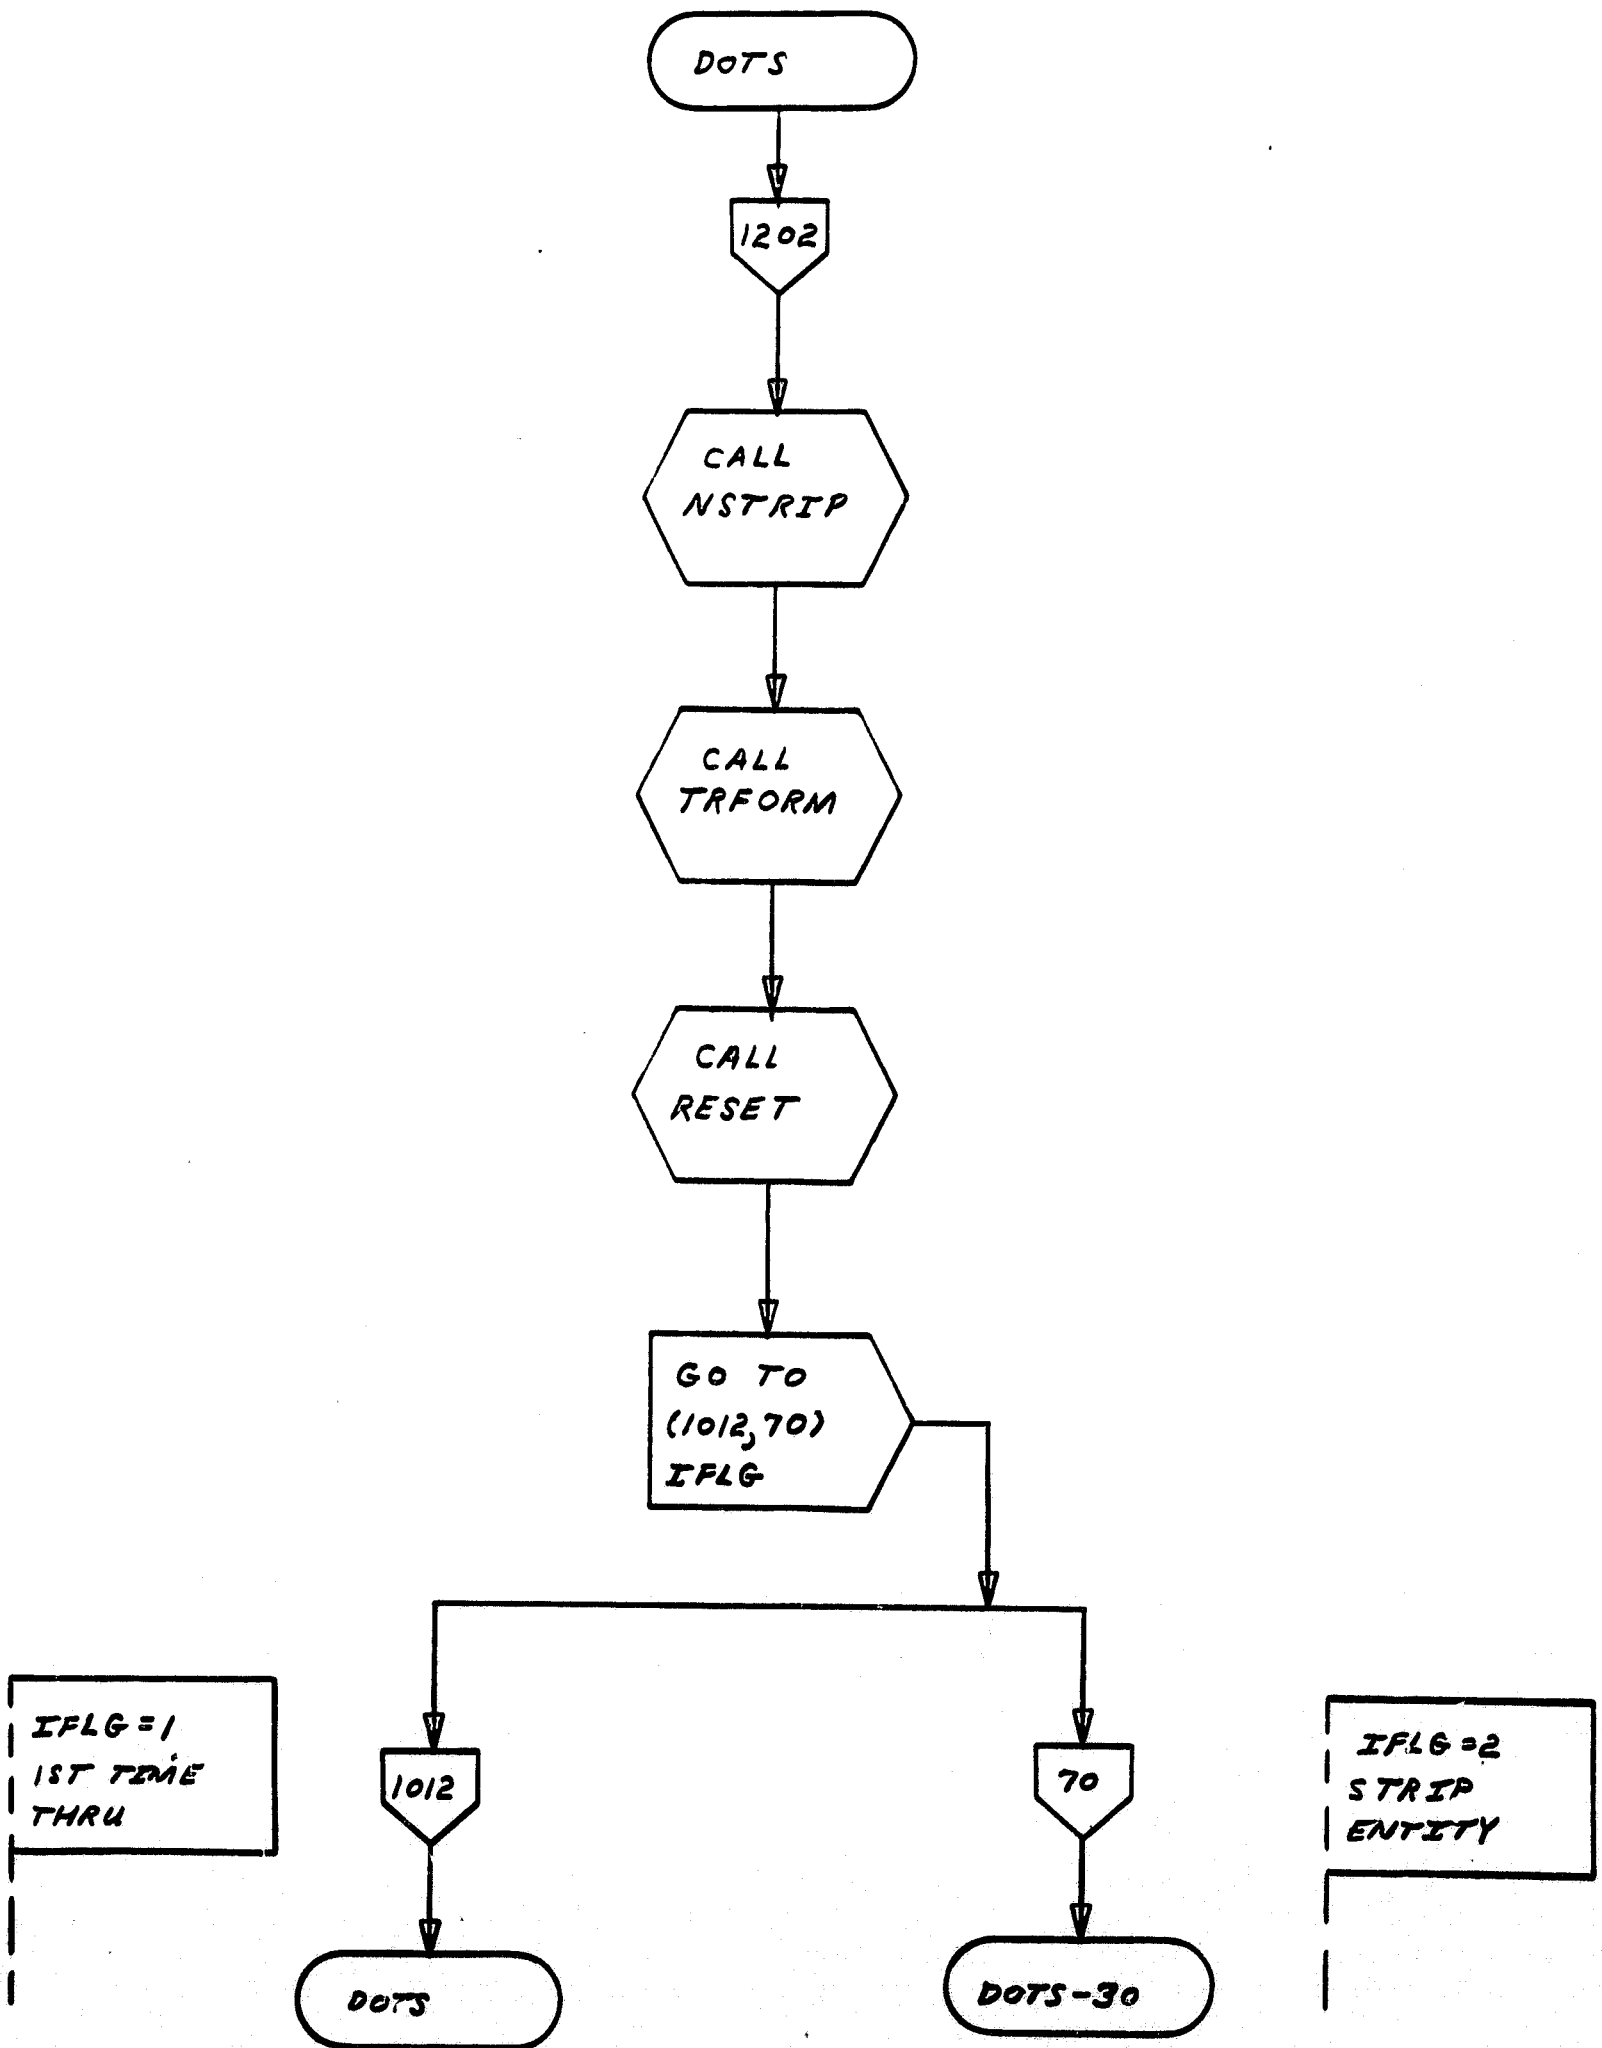 DOTS
1202
CALL
NSTRIP
CALL
TRFORM
CALL
RESET
GO TO
(1012,70)
IFLG
IFLG=1
1ST TIME
THRU
1012
70
IFLG=2
STRIP
ENTITY
DOTS
DOTS-30